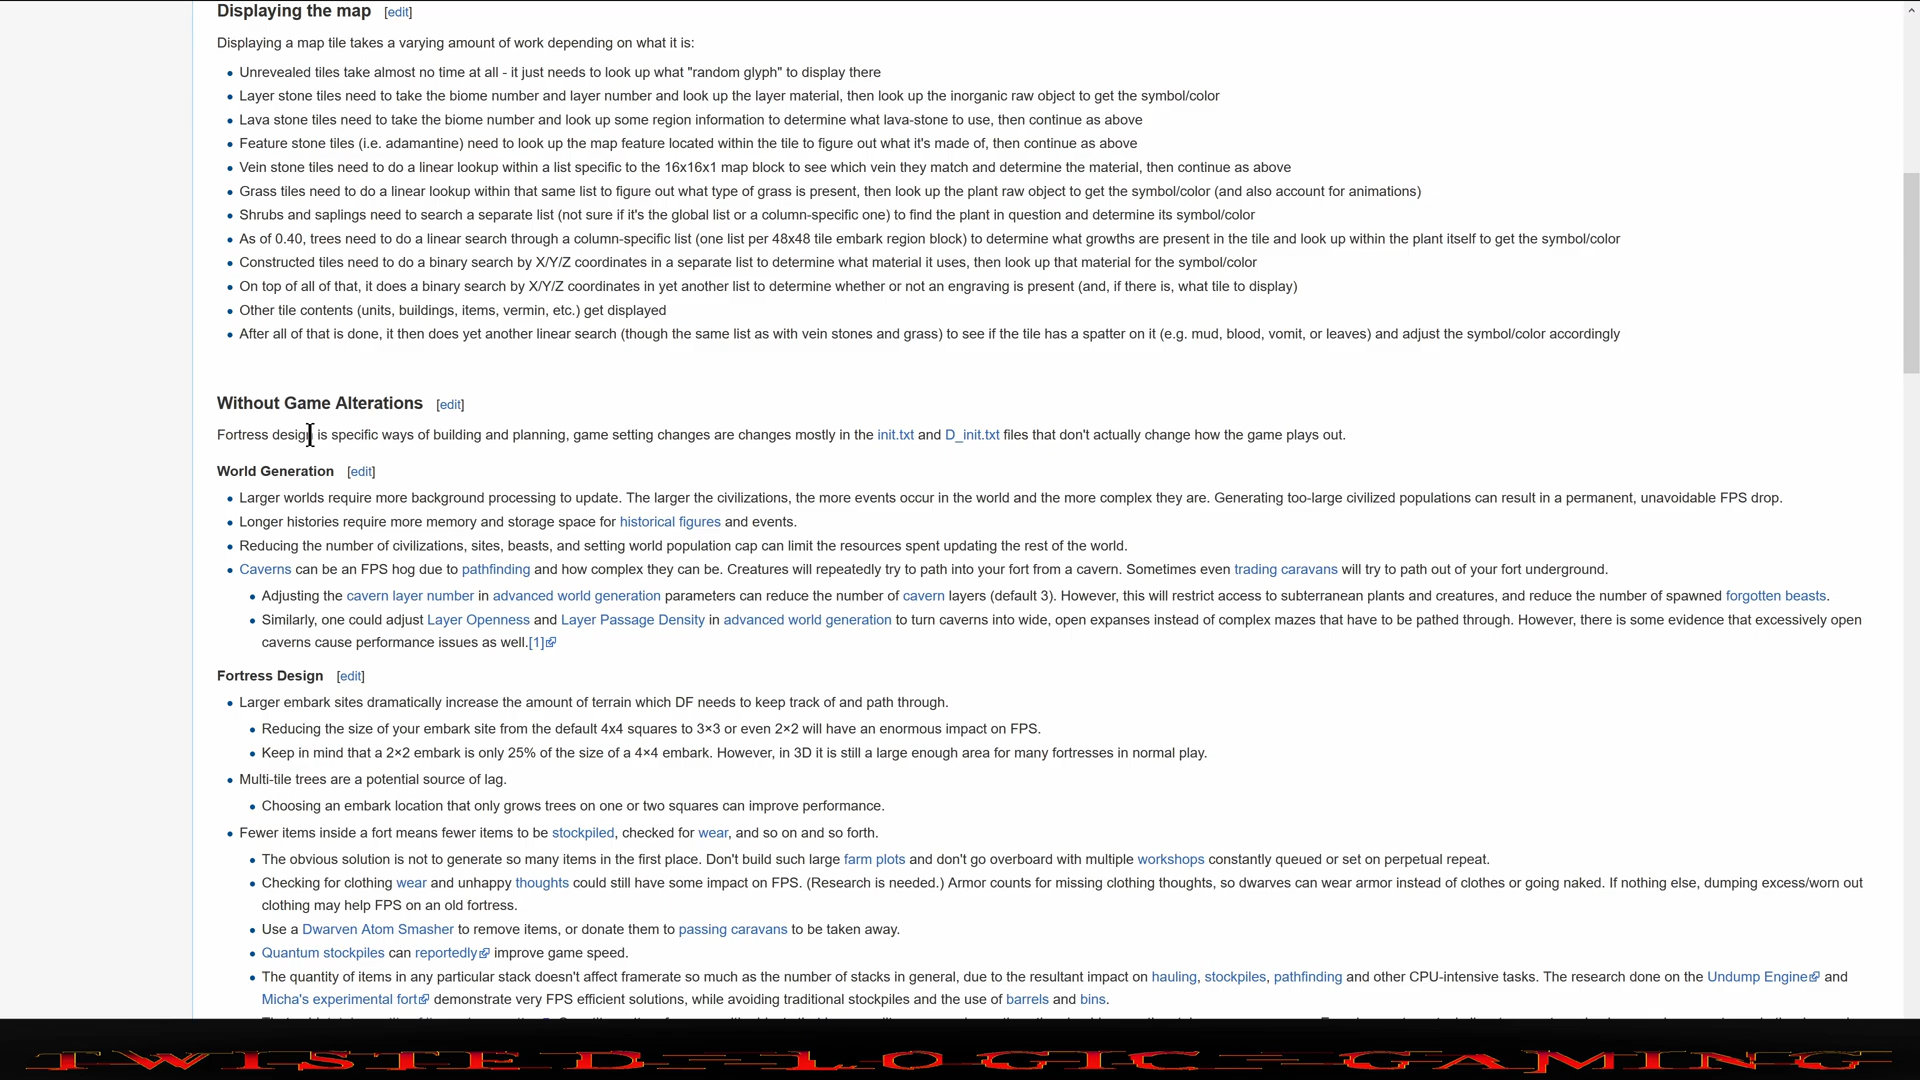 Displaying the map [edit]
Displaying a map tile takes a varying amount of work depending on what it is:
Unrevealed tiles take almost no time at all - it just needs to look up what "random glyph" to display there
Layer stone tiles need to take the biome number and layer number and look up the layer material, then look up the inorganic raw object to get the symbol/color
Lava stone tiles need to take the biome number and look up some region information to determine what lava-stone to use, then continue as above
Feature stone tiles (i.e. adamantine) need to look up the map feature located within the tile to figure out what it's made of, then continue as above
Vein stone tiles need to do a linear lookup within a list specific to the 16x16x1 map block to see which vein they match and determine the material, then continue as above
Grass tiles need to do a linear lookup within that same list to figure out what type of grass is present, then look up the plant raw object to get the symbol/color (and also account for animations)
Shrubs and saplings need to search a separate list (not sure if it's the global list or a column-specific one) to find the plant in question and determine its symbol/color
As of 0.40, trees need to do a linear search through a column-specific list (one list per 48x48 tile embark region block) to determine what growths are present in the tile and look up within the plant itself to get the symbol/color
Constructed tiles need to do a binary search by X/Y/Z coordinates in a separate list to determine what material it uses, then look up that material for the symbol/color
On top of all of that, it does a binary search by X/Y/Z coordinates in yet another list to determine whether or not an engraving is present (and, if there is, what tile to display)
Other tile contents (units, buildings, items, vermin, etc.) get displayed
After all of that is done, it then does yet another linear search (though the same list as with vein stones and grass) to see if the tile has a spatter on it (e.g. mud, blood, vomit, or leaves) and adjust the symbol/color accordingly
Without Game Alterations [edit]
Fortress design is specific ways of building and planning, game setting changes are changes mostly in the init.txt and D_init.txt files that don't actually change how the game plays out.
World Generation [edit]
Larger worlds require more background processing to update. The larger the civilizations, the more events occur in the world and the more complex they are. Generating too-large civilized populations can result in a permanent, unavoidable FPS drop.
Longer histories require more memory and storage space for historical figures and events.
Reducing the number of civilizations, sites, beasts, and setting world population cap can limit the resources spent updating the rest of the world.
Caverns can be an FPS hog due to pathfinding and how complex they can be. Creatures will repeatedly try to path into your fort from a cavern. Sometimes even trading caravans will try to path out of your fort underground.
Adjusting the cavern layer number in advanced world generation parameters can reduce the number of cavern layers (default 3). However, this will restrict access to subterranean plants and creatures, and reduce the number of spawned forgotten beasts.
Similarly, one could adjust Layer Openness and Layer Passage Density in advanced world generation to turn caverns into wide, open expanses instead of complex mazes that have to be pathed through. However, there is some evidence that excessively open
caverns cause performance issues as well.[1]
Fortress Design [edit]
Larger embark sites dramatically increase the amount of terrain which DF needs to keep track of and path through.
Reducing the size of your embark site from the default 4x4 squares to 3×3 or even 2×2 will have an enormous impact on FPS.
Keep in mind that a 2×2 embark is only 25% of the size of a 4×4 embark. However, in 3D it is still a large enough area for many fortresses in normal play.
Multi-tile trees are a potential source of lag.
Choosing an embark location that only grows trees on one or two squares can improve performance.
Fewer items inside a fort means fewer items to be stockpiled, checked for wear, and so on and so forth.
The obvious solution is not to generate so many items in the first place. Don't build such large farm plots and don't go overboard with multiple workshops constantly queued or set on perpetual repeat.
Checking for clothing wear and unhappy thoughts could still have some impact on FPS. (Research is needed.) Armor counts for missing clothing thoughts, so dwarves can wear armor instead of clothes or going naked. If nothing else, dumping excess/worn out
clothing may help FPS on an old fortress.
Use a Dwarven Atom Smasher to remove items, or donate them to passing caravans to be taken away.
Quantum stockpiles can reportedly improve game speed.
The quantity of items in any particular stack doesn't affect framerate so much as the number of stacks in general, due to the resultant impact on hauling, stockpiles, pathfinding and other CPU-intensive tasks. The research done on the Undump Engine and
Micha's experimental fort demonstrate very FPS efficient solutions, while avoiding traditional stockpiles and the use of barrels and bins.
TWISTED-LOGIC-GAMING